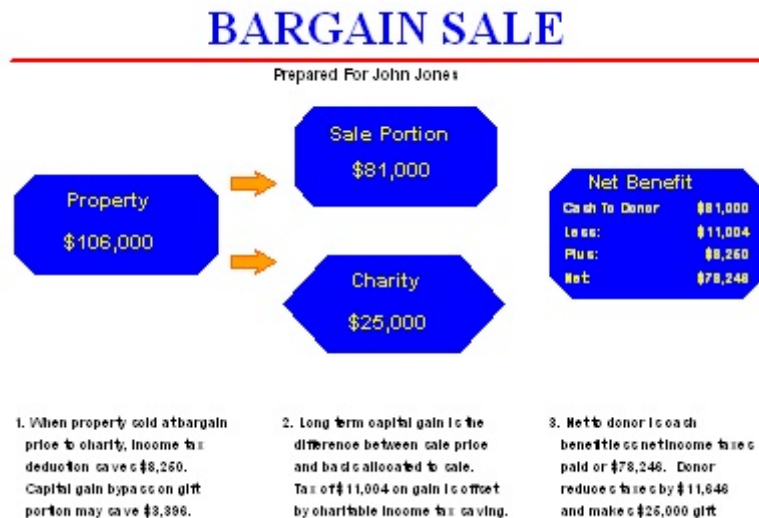 BARGAIN SALE
Prepared For John Jones
Sale Portion
$81,000
Property
$106,000
Charity
$25,000
Net Benefit
Cash To Donor $81,000
Less: $11,004
Plus: $8,250
Net $78,246
1. When property sold at bargain
price to charity, income tax
deduction saves $8,250.
Capital gain bypass on gift
portion may save $3,396.
2. Long term capital gain is the
difference between sale price
and basis allocated to sale.
Tax of $11,004 on gain is offset
by charitable income tax saving.
3. Net to donor is cash
benefit less net income taxes
paid or $78,246. Donor
reduces taxes by $11,646
and makes $25,000 gift